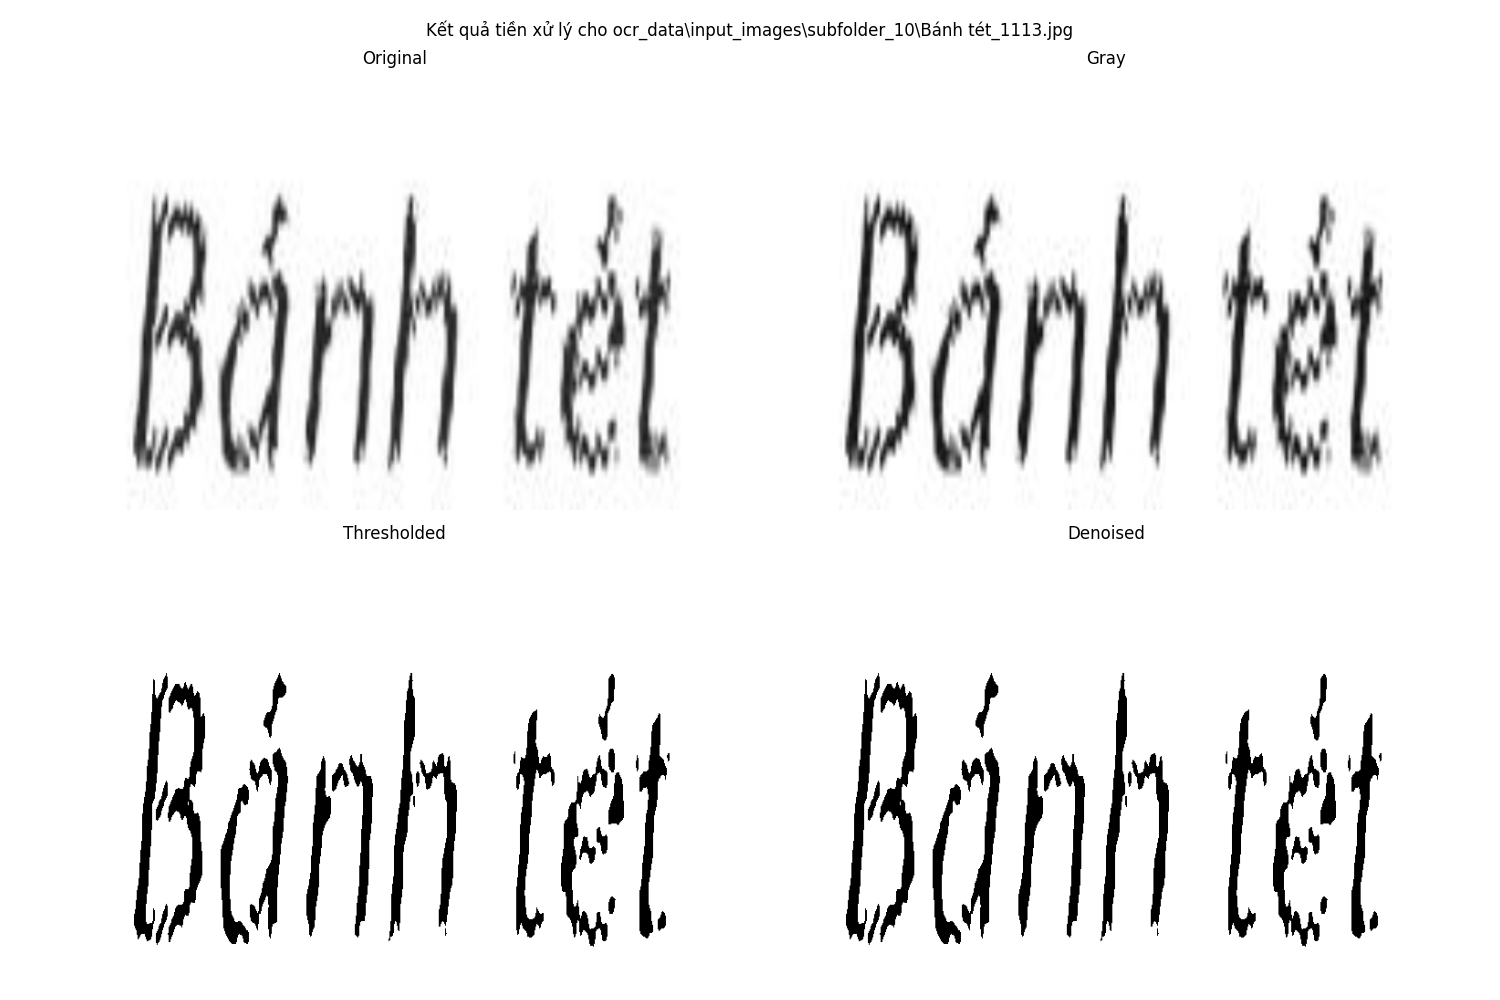 Kết quả tiền xử lý cho ocr_data\input_images\subfolder_10\Bánh tét_1113.jpg
Original
Gray
Bánh tét
Bánh tét
Thresholded
Denoised
Bánh tét
Bánh tét